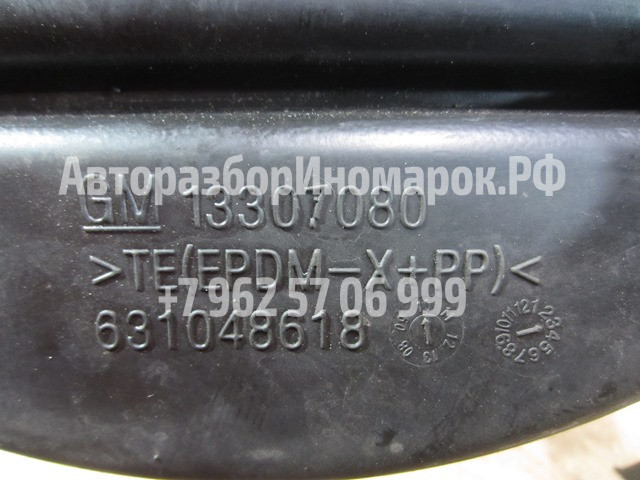 АвторазборИномарок.РФ
GM 13307080
>TE(EPDM-X+PP)<
+7962 57 06 999
631048618